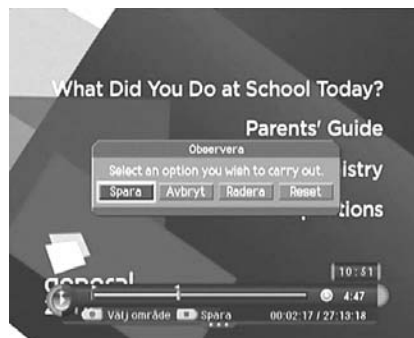 What Did You Do at School Today?
Parents' Guide
Observera
Select an option you wish to carry out.
istry
Spara Avbryt Radera Reset
tions
10:51
general
4:47
Välj område Spara 00:02:17 / 27:13:18